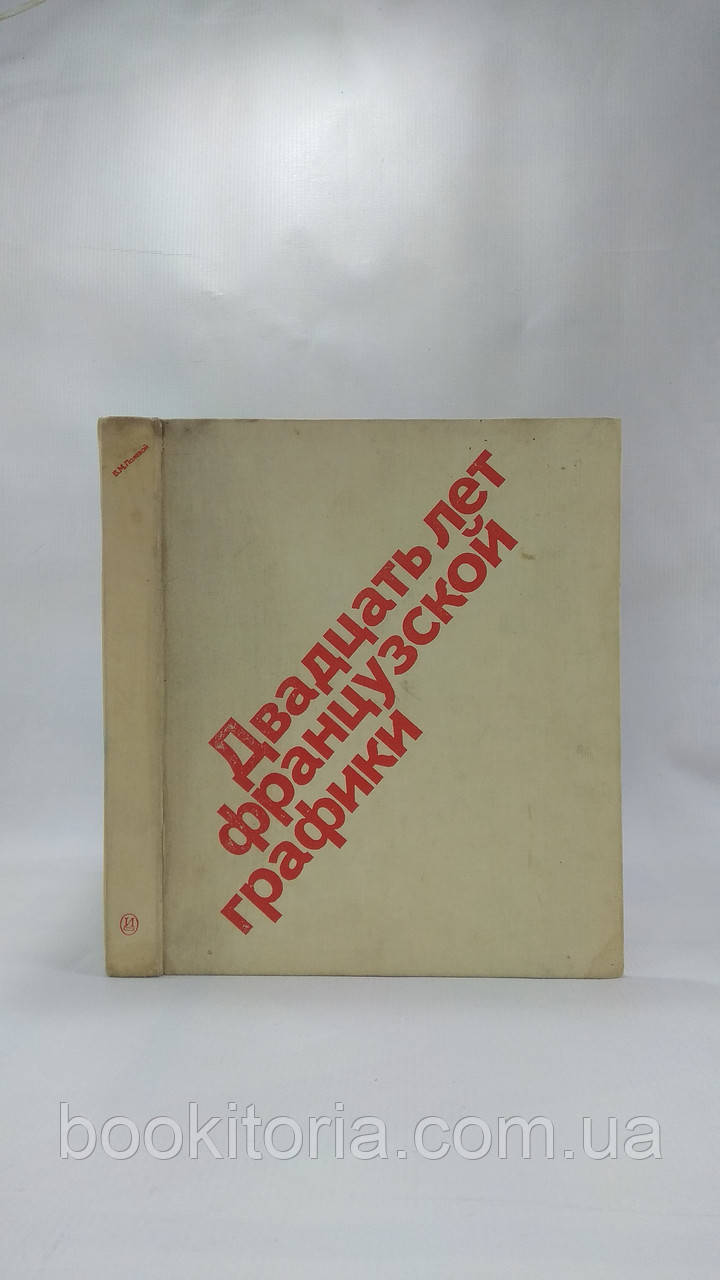 В.М.Полевой
Двадцать лет
французской
графики
И
bookitoria.com.ua